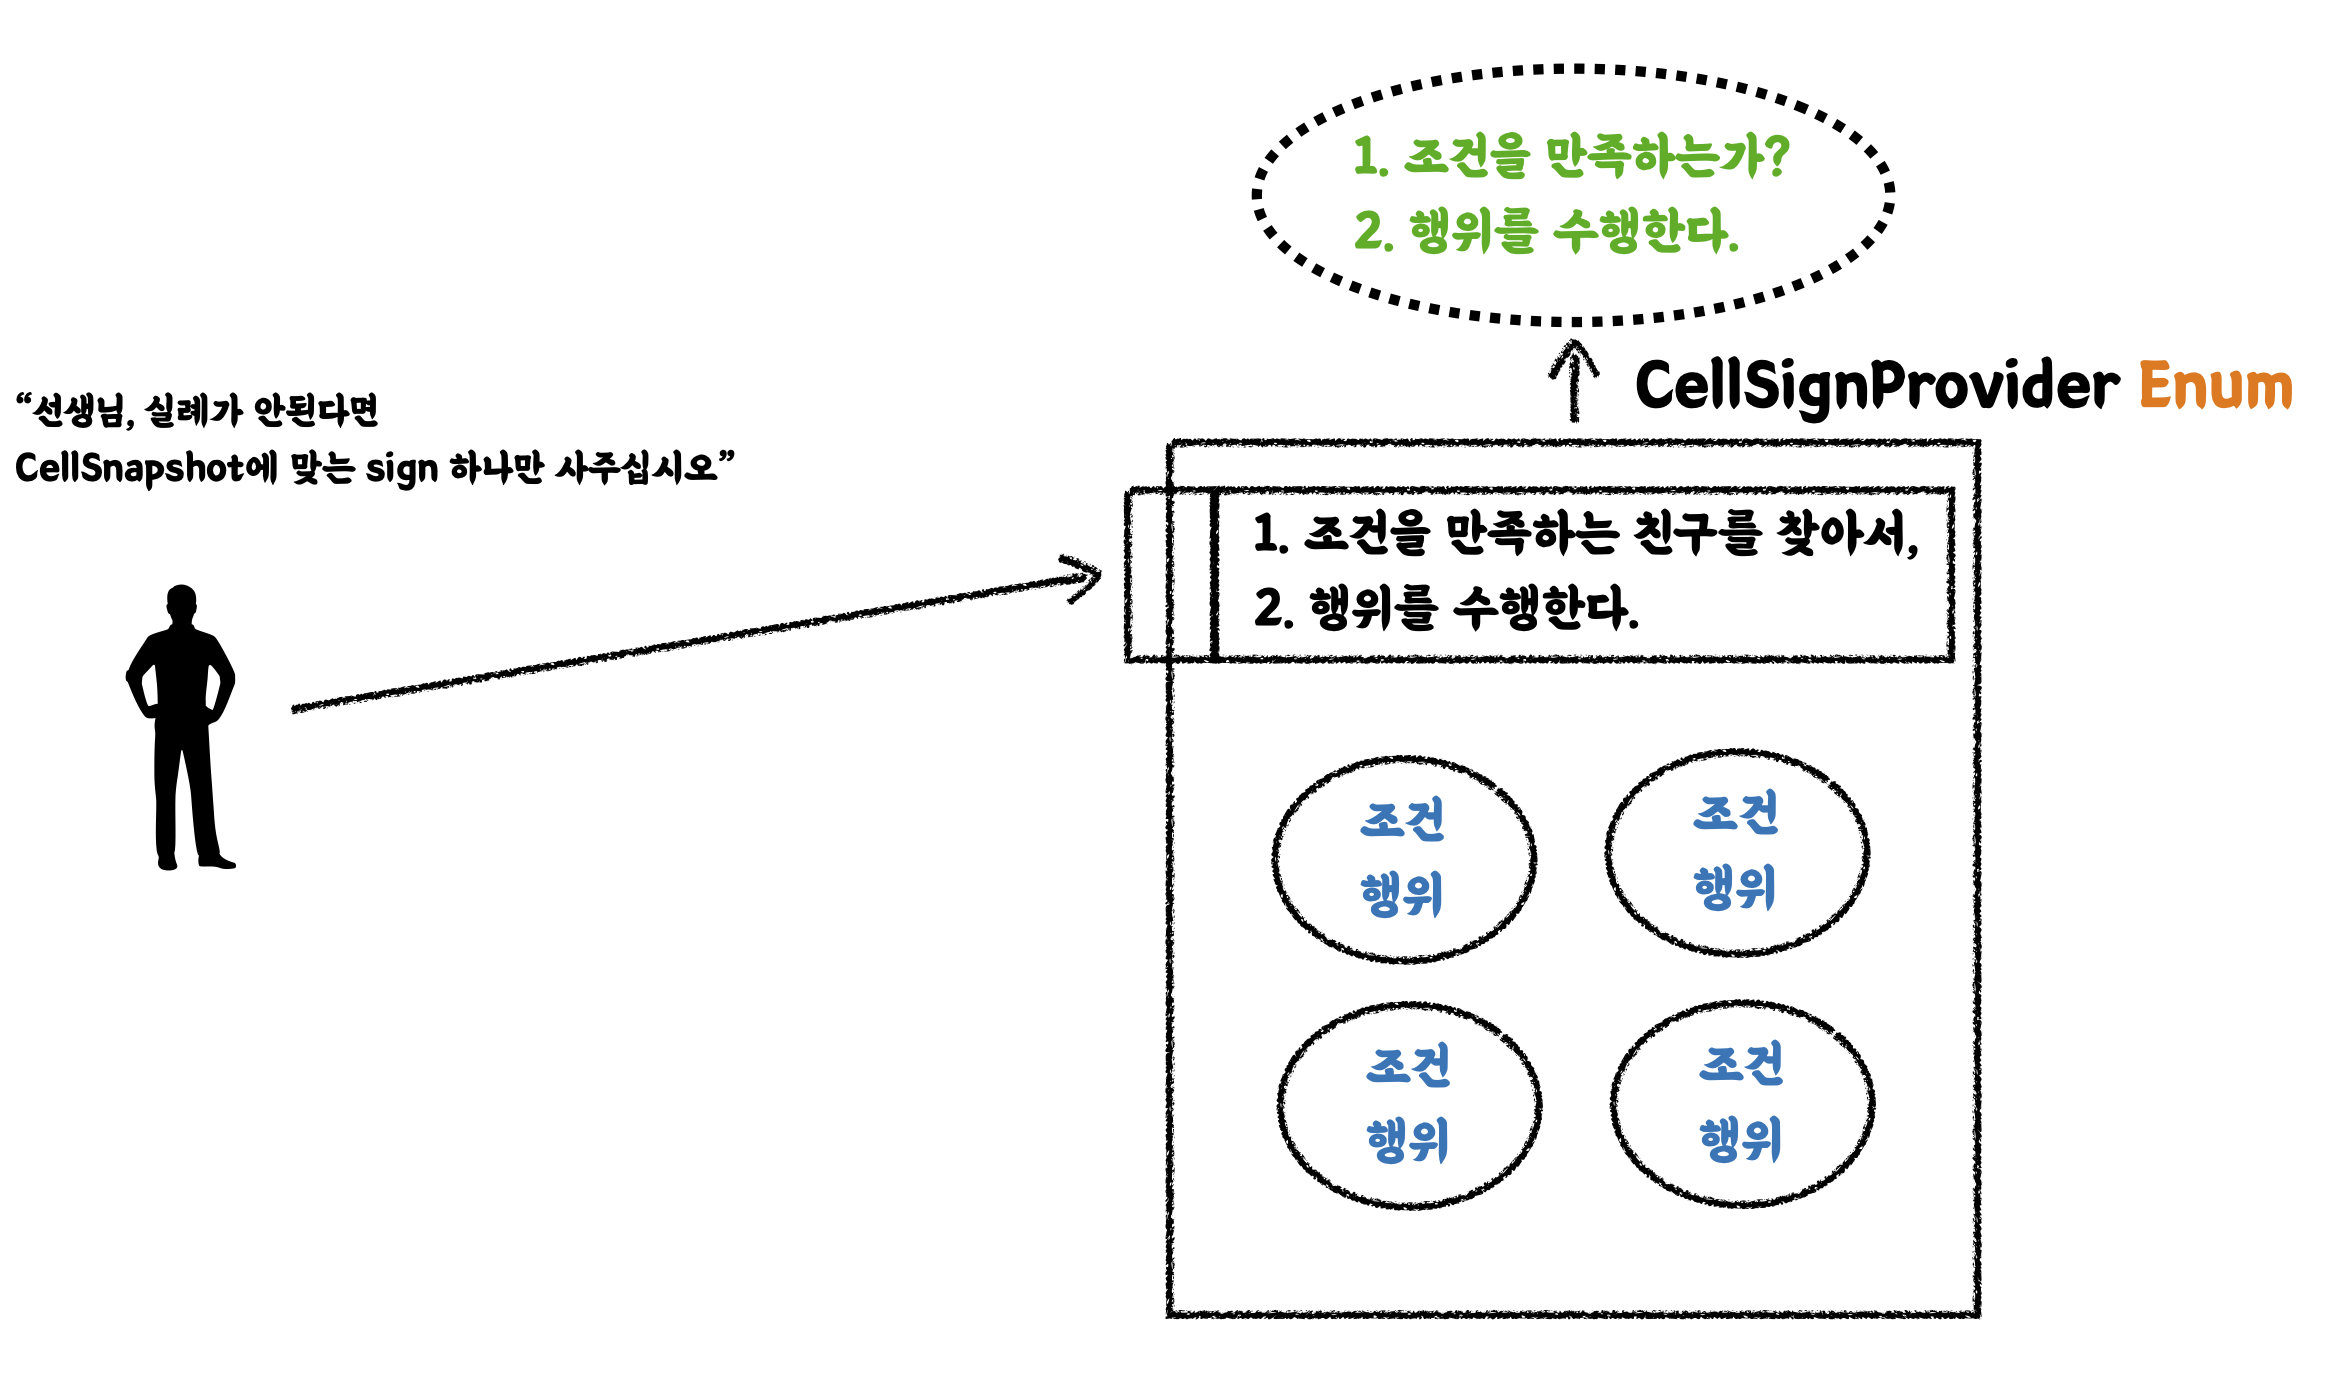 1. 조건을 만족하는가?
2. 행위를 수행한다.
CellSignProvider Enum
“선생님, 실례가 안된다면
CellSnapshot에 맞는 sign 하나만 사주십시오”
1. 조건을 만족하는 친구를 찾아서,
2. 행위를 수행한다.
조건
행위
조건
행위
조건
행위
조건
행위